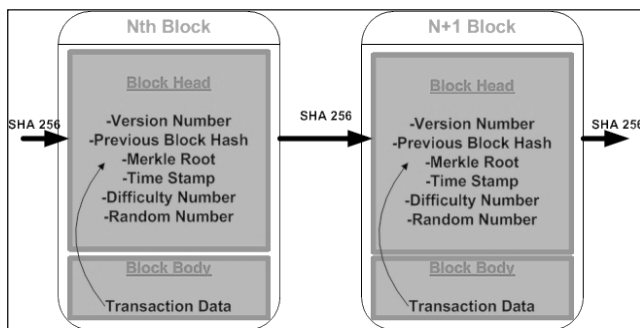 Nth Block
Block Head
-Version Number
-Previous Block Hash
-Merkle Root
-Time Stamp
-Difficulty Number
-Random Number
Block Body
Transaction Data
SHA 256
SHA 256
N+1 Block
Block Head
-Version Number
-Previous Block Hash
-Merkle Root
-Time Stamp
-Difficulty Number
-Random Number
Block Body
Transaction Data
SHA 256